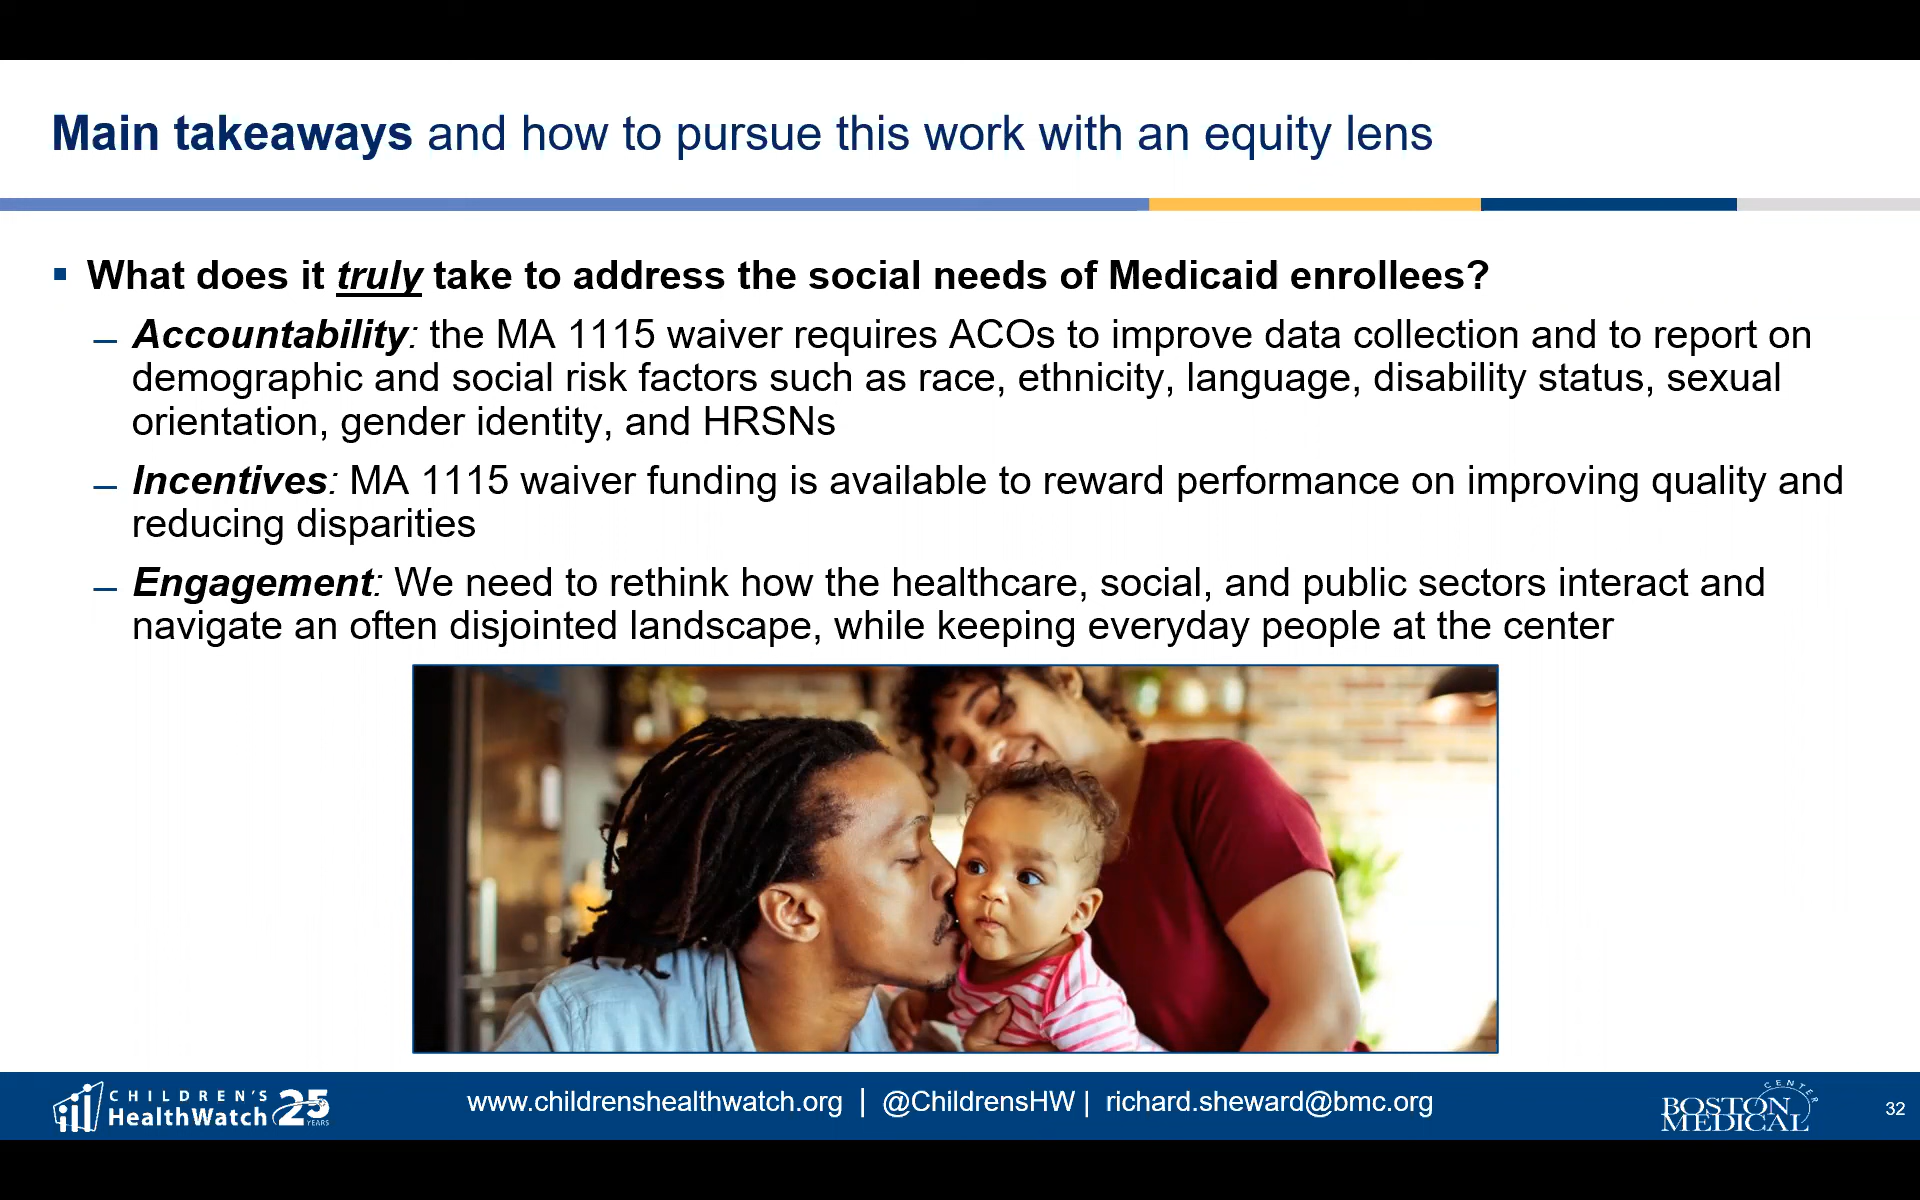 Main takeaways and how to pursue this work with an equity lens
▪ What does it truly take to address the social needs of Medicaid enrollees?
– Accountability: the MA 1115 waiver requires ACOs to improve data collection and to report on
demographic and social risk factors such as race, ethnicity, language, disability status, sexual
orientation, gender identity, and HRSNs
– Incentives: MA 1115 waiver funding is available to reward performance on improving quality and
reducing disparities
– Engagement: We need to rethink how the healthcare, social, and public sectors interact and
navigate an often disjointed landscape, while keeping everyday people at the center
CHILDREN'S
HealthWatch
25
YEARS
www.childrenshealthwatch.org | @ChildrensHW | richard.sheward@bmc.org
BOSTON
MEDICAL
CENTER
32